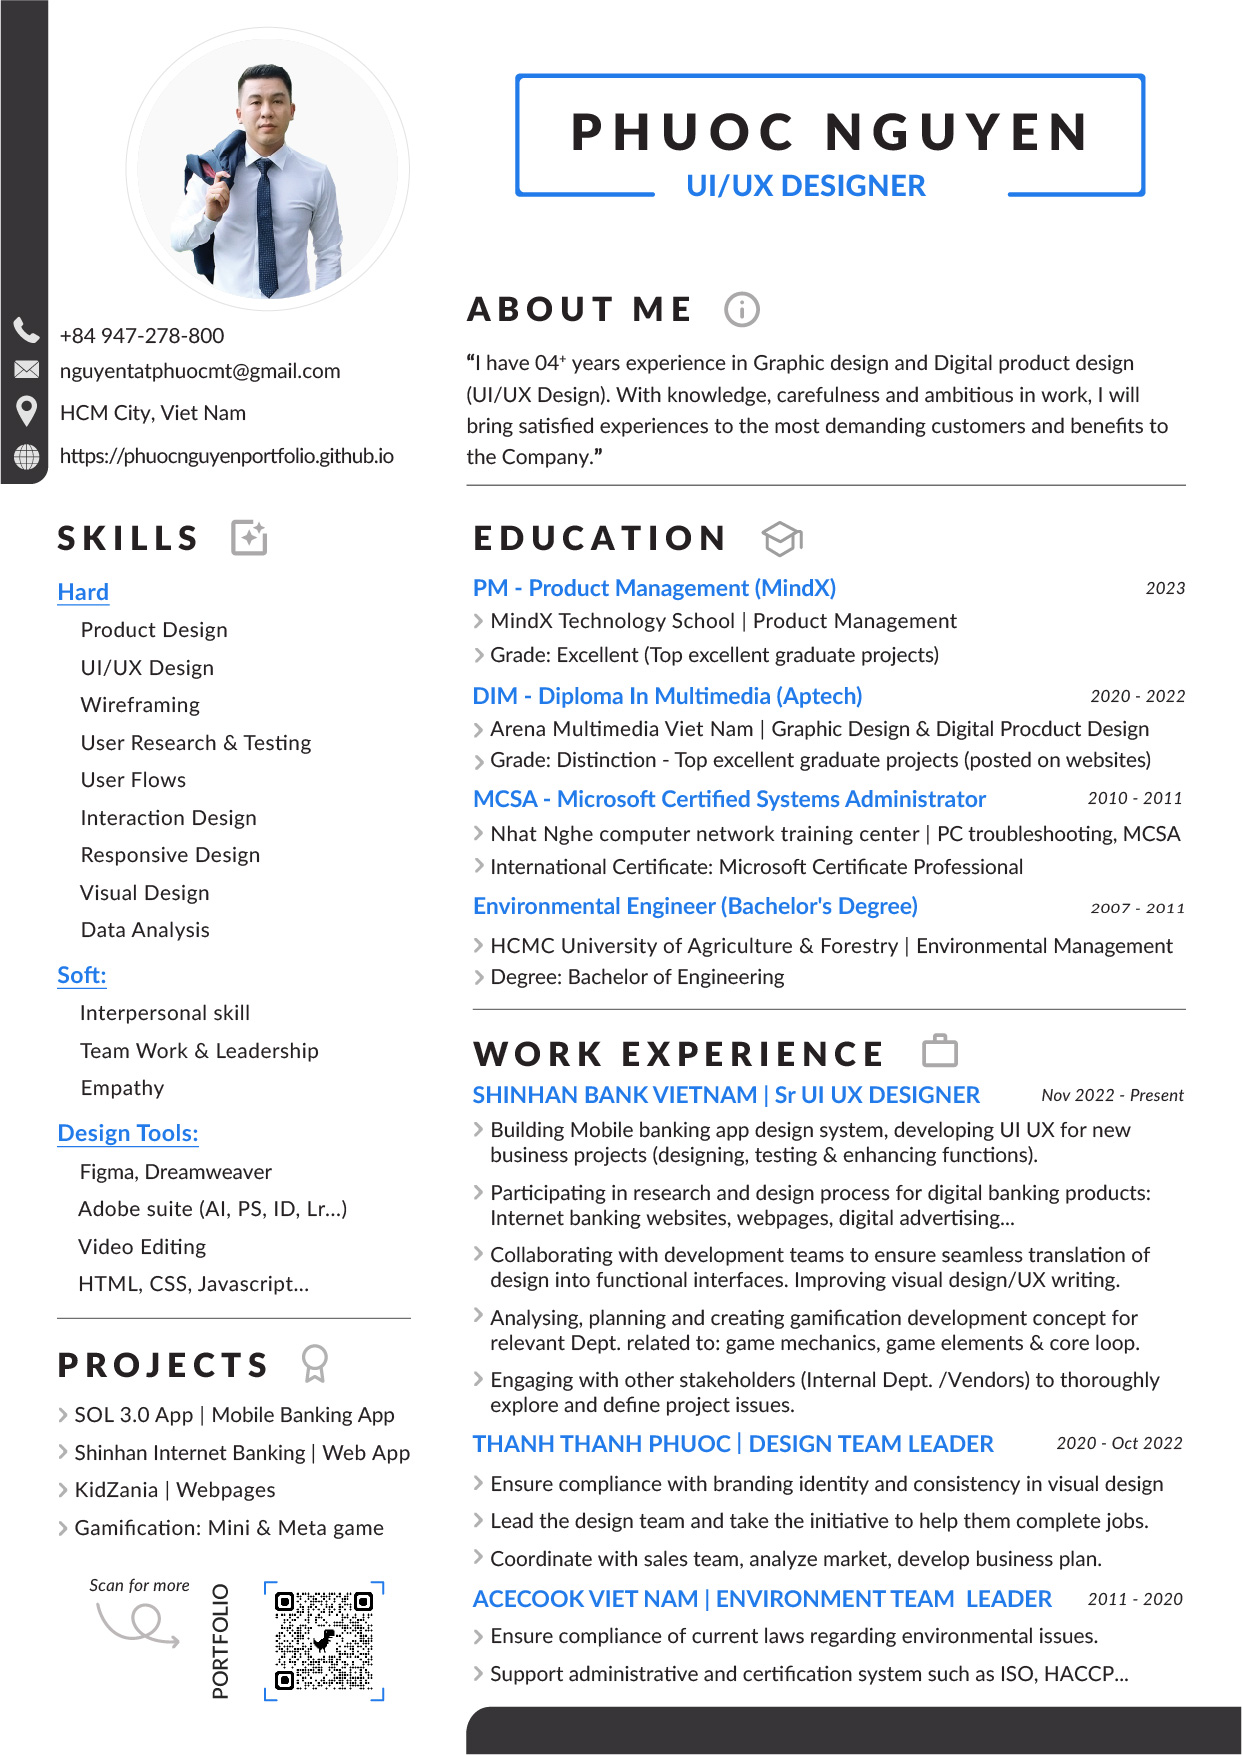 PHUOC NGUYEN
UI/UX DESIGNER
+84 947-278-800
nguyentatphuocmt@gmail.com
HCM City, Viet Nam
https://phuocnguyenportfolio.github.io
SKILLS
Hard
Product Design
UI/UX Design
Wireframing
User Research & Testing
User Flows
Interaction Design
Responsive Design
Visual Design
Data Analysis
Soft:
Interpersonal skill
Team Work & Leadership
Empathy
Design Tools:
Figma, Dreamweaver
Adobe suite (AI, PS, ID, Lr...)
Video Editing
HTML, CSS, Javascript...
PROJECTS
SOL 3.0 App | Mobile Banking App
Shinhan Internet Banking | Web App
KidZania | Webpages
Gamification: Mini & Meta game
Scan for more
PORTFOLIO
ABOUT ME
“I have 04+ years experience in Graphic design and Digital product design
(UI/UX Design). With knowledge, carefulness and ambitious in work, I will
bring satisfied experiences to the most demanding customers and benefits to
the Company.”
EDUCATION
PM - Product Management (MindX) 2023
MindX Technology School | Product Management
Grade: Excellent (Top excellent graduate projects)
DIM - Diploma In Multimedia (Aptech) 2020 - 2022
Arena Multimedia Viet Nam | Graphic Design & Digital Procduct Design
Grade: Distinction - Top excellent graduate projects (posted on websites)
MCSA - Microsoft Certified Systems Administrator 2010 - 2011
Nhat Nghe computer network training center | PC troubleshooting, MCSA
International Certificate: Microsoft Certificate Professional
Environmental Engineer (Bachelor's Degree) 2007 - 2011
HCMC University of Agriculture & Forestry | Environmental Management
Degree: Bachelor of Engineering
WORK EXPERIENCE
SHINHAN BANK VIETNAM | Sr UI UX DESIGNER Nov 2022 - Present
Building Mobile banking app design system, developing UI UX for new
business projects (designing, testing & enhancing functions).
Participating in research and design process for digital banking products:
Internet banking websites, webpages, digital advertising...
Collaborating with development teams to ensure seamless translation of
design into functional interfaces. Improving visual design/UX writing.
Analysing, planning and creating gamification development concept for
relevant Dept. related to: game mechanics, game elements & core loop.
Engaging with other stakeholders (Internal Dept. /Vendors) to thoroughly
explore and define project issues.
THANH THANH PHUOC | DESIGN TEAM LEADER 2020 - Oct 2022
Ensure compliance with branding identity and consistency in visual design
Lead the design team and take the initiative to help them complete jobs.
Coordinate with sales team, analyze market, develop business plan.
ACECOOK VIET NAM | ENVIRONMENT TEAM LEADER 2011 - 2020
Ensure compliance of current laws regarding environmental issues.
Support administrative and certification system such as ISO, HACCP...